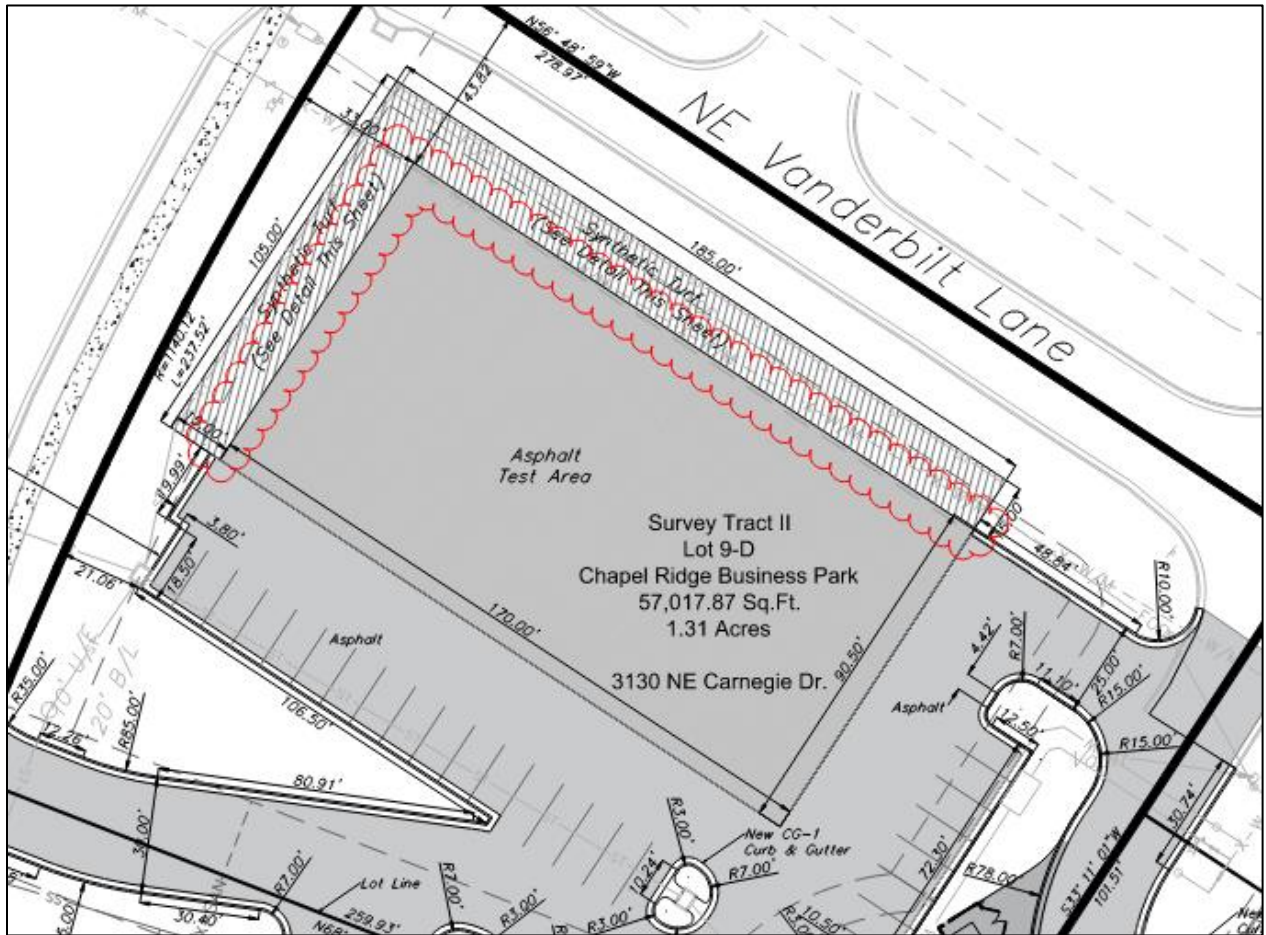 N56° 48' 59"W
278.97'
43.82
33.00'
NE Vanderbilt Lane
105.00'
Synthetic Turf
(See Detail This Sheet)
Synthetic Turf
(See Detail This Sheet)
185.00'
R=1140.12'
L=237.52'
19.99'
3.80'
18.50'
21.06'
Asphalt
Test Area
Survey Tract II
Lot 9-D
Chapel Ridge Business Park
57,017.87 Sq.Ft.
1.31 Acres
3130 NE Carnegie Dr.
90.50'
170.00'
48.84'
R10.00'
4.42'
R7.00'
11.10'
25.00'
R15.00'
Asphalt
12.50'
R15.00'
Asphalt
106.50'
R35.00'
20' B/L
12.26'
R85.00'
80.91'
R3.00'
New CG-1
Curb & Gutter
10.24'
R7.00'
72.30'
30.74'
R78.00'
S33° 11' 01"W
101.51'
R7.00'
Lot Line
30.40'
259.93'
N68°
R7.00'
R3.00'
R3.00'
10.50'
New